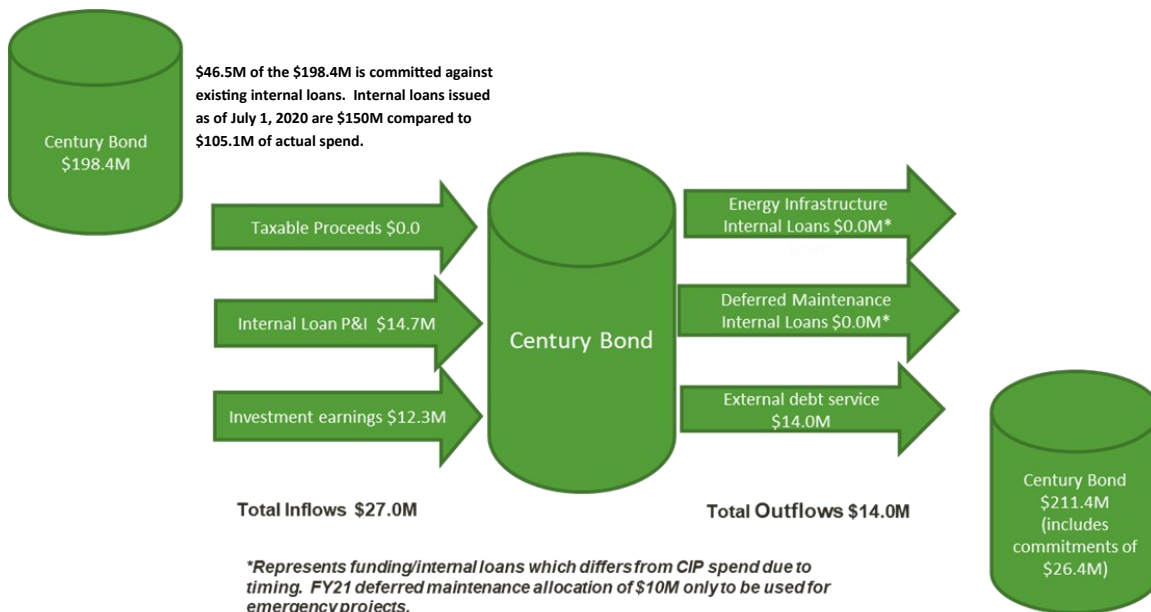 Century Bond
$198.4M
$46.5M of the $198.4M is committed against
existing internal loans.  Internal loans issued
as of July 1, 2020 are $150M compared to
$105.1M of actual spend.
Taxable Proceeds $0.0
Internal Loan P&I  $14.7M
Investment earnings $12.3M
Total Inflows  $27.0M
Century Bond
Energy Infrastructure
Internal Loans $0.0M*
Deferred Maintenance
Internal Loans $0.0M*
External debt service
$14.0M
Total Outflows $14.0M
Century Bond
$211.4M
(includes
commitments of
$26.4M)
*Represents funding/internal loans which differs from CIP spend due to
timing.  FY21 deferred maintenance allocation of $10M only to be used for
emergency projects.